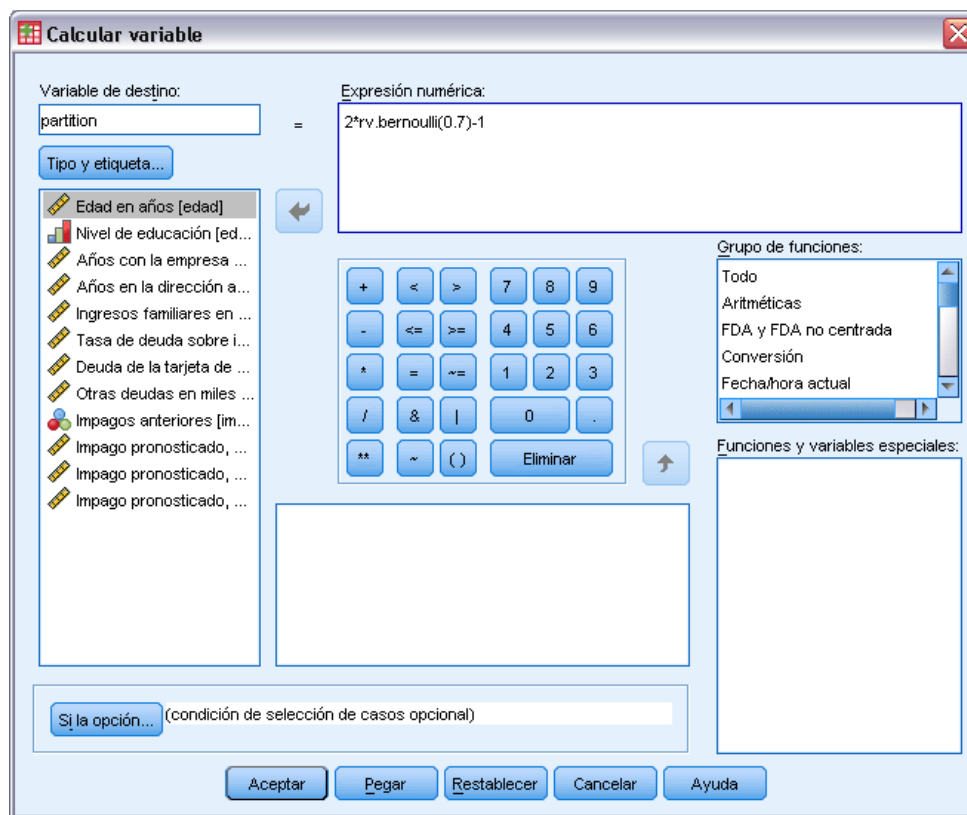 Calcular variable
Variable de destino:
partition
=
Expresión numérica:
2*rv.bernoulli(0.7)-1
Tipo y etiqueta...
Edad en años [edad]
Nivel de educación [ed...
Años con la empresa ...
Años en la dirección a...
Ingresos familiares en ...
Tasa de deuda sobre i...
Deuda de la tarjeta de ...
Otras deudas en miles ...
Impagos anteriores [im...
Impago pronosticado, ...
Impago pronosticado, ...
Impago pronosticado, ...
+ < > 7 8 9
- <= >= 4 5 6
* = ~= 1 2 3
/ & | 0 .
** ~ ( ) Eliminar
Grupo de funciones:
Todo
Aritméticas
FDA y FDA no centrada
Conversión
Fecha/hora actual
Funciones y variables especiales:
Si la opción... (condición de selección de casos opcional)
Aceptar Pegar Restablecer Cancelar Ayuda